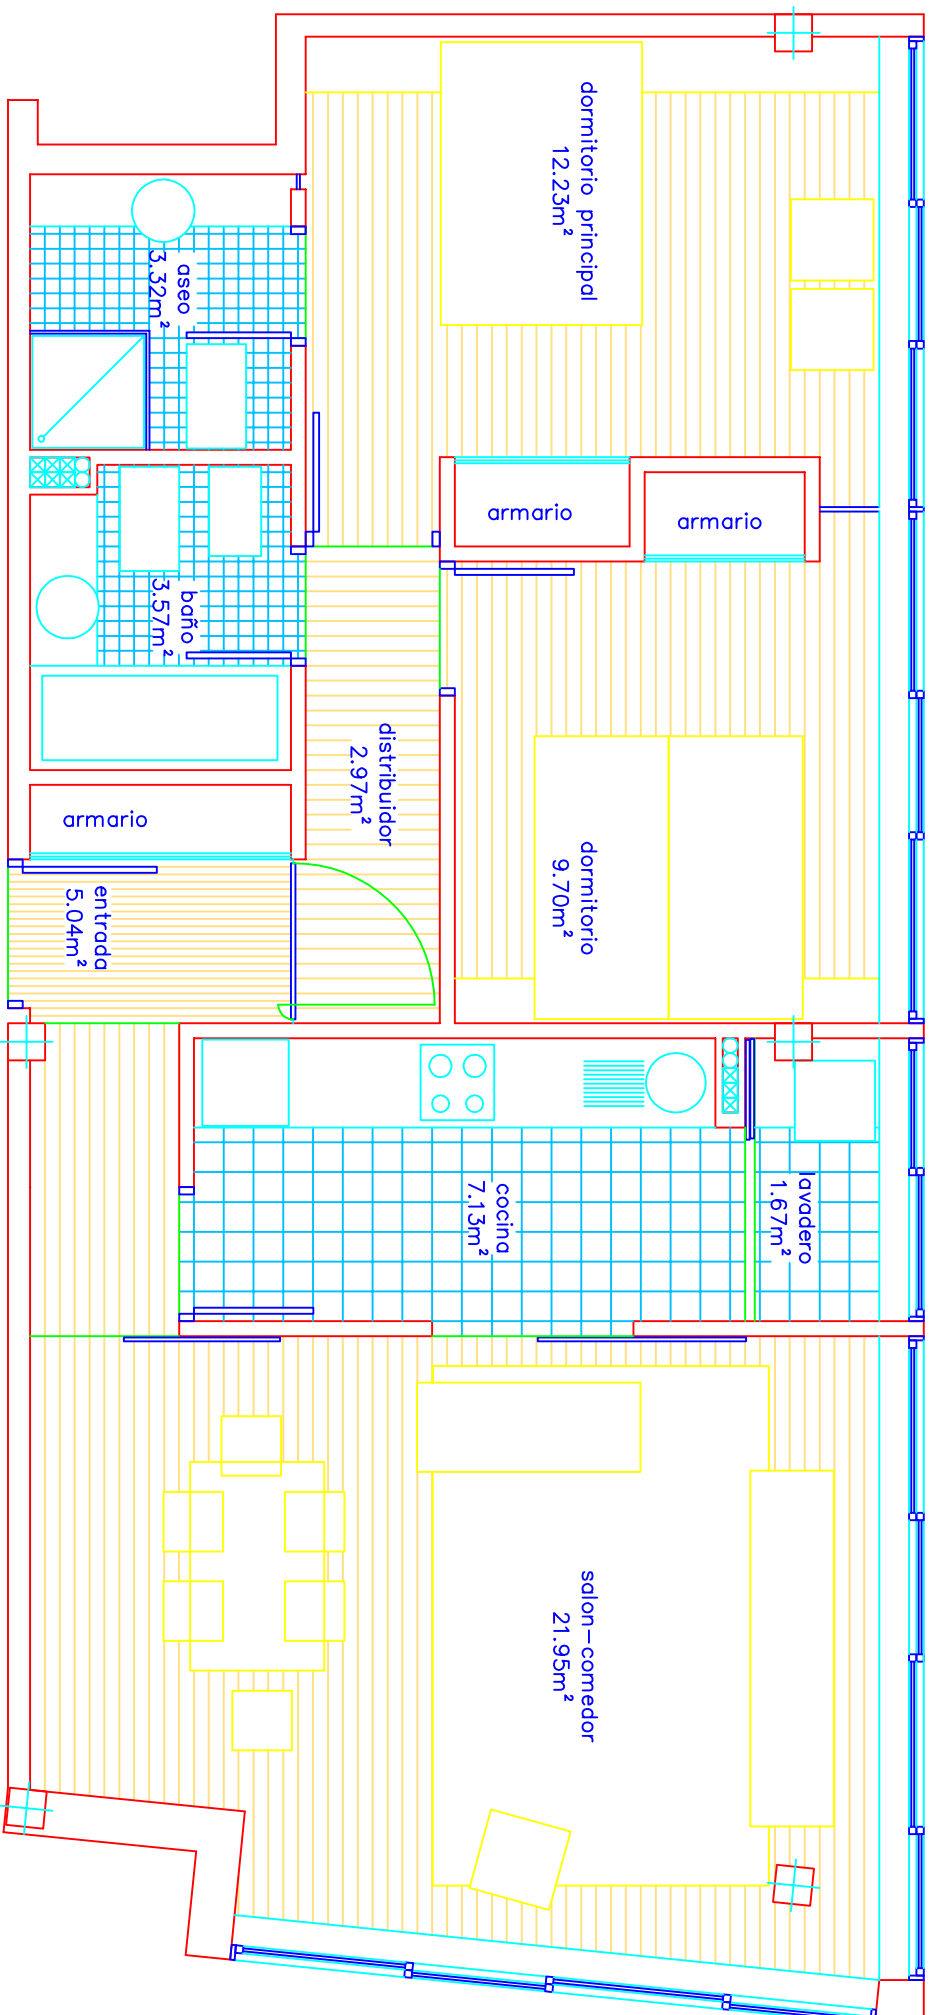 dormitorio principal
12.23m²
aseo
3.32m²
armario
armario
baño
3.57m²
distribuidor
2.97m²
armario
dormitorio
9.70m²
entrada
5.04m²
cocina
7.13m²
lavadero
1.67m²
salon-comedor
21.95m²